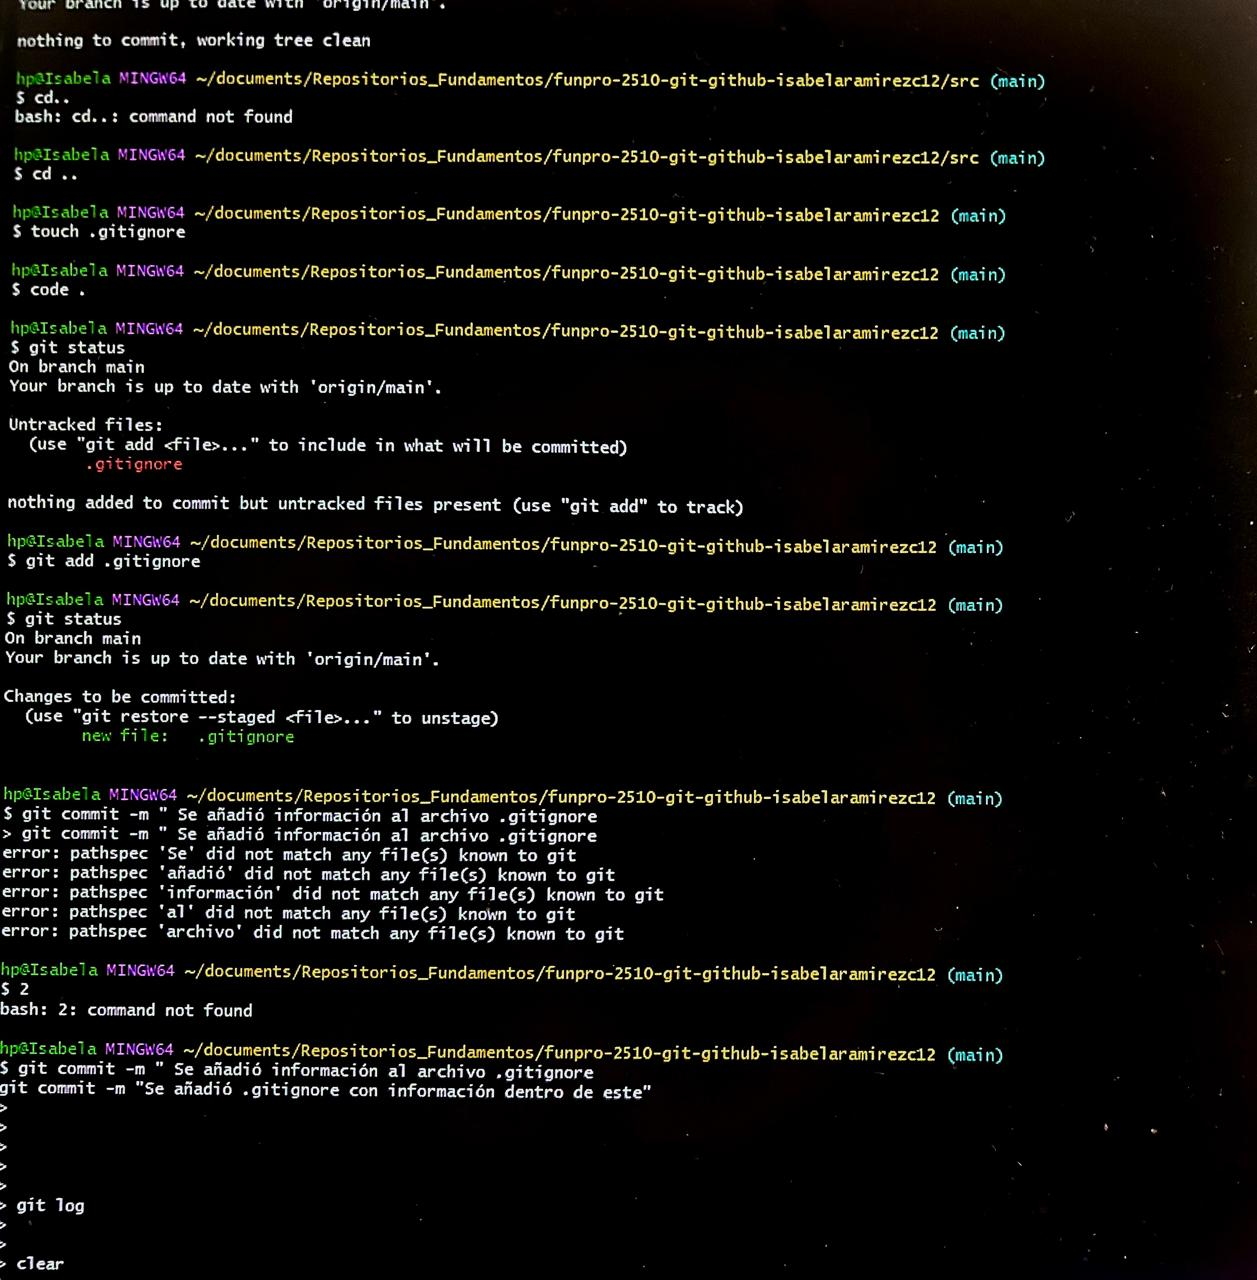 Your branch is up to date with 'origin/main'.
nothing to commit, working tree clean
hp@Isabela MINGW64 ~/documents/Repositorios_Fundamentos/funpro-2510-git-github-isabelaramirezc12/src (main)
$ cd..
bash: cd..: command not found
hp@Isabela MINGW64 ~/documents/Repositorios_Fundamentos/funpro-2510-git-github-isabelaramirezc12/src (main)
$ cd ..
hp@Isabela MINGW64 ~/documents/Repositorios_Fundamentos/funpro-2510-git-github-isabelaramirezc12 (main)
$ touch .gitignore
hp@Isabela MINGW64 ~/documents/Repositorios_Fundamentos/funpro-2510-git-github-isabelaramirezc12 (main)
$ code .
hp@Isabela MINGW64 ~/documents/Repositorios_Fundamentos/funpro-2510-git-github-isabelaramirezc12 (main)
$ git status
On branch main
Your branch is up to date with 'origin/main'.
Untracked files:
  (use "git add <file>..." to include in what will be committed)
        .gitignore
nothing added to commit but untracked files present (use "git add" to track)
hp@Isabela MINGW64 ~/documents/Repositorios_Fundamentos/funpro-2510-git-github-isabelaramirezc12 (main)
$ git add .gitignore
hp@Isabela MINGW64 ~/documents/Repositorios_Fundamentos/funpro-2510-git-github-isabelaramirezc12 (main)
$ git status
On branch main
Your branch is up to date with 'origin/main'.
Changes to be committed:
  (use "git restore --staged <file>..." to unstage)
        new file:   .gitignore
hp@Isabela MINGW64 ~/documents/Repositorios_Fundamentos/funpro-2510-git-github-isabelaramirezc12 (main)
$ git commit -m " Se añadió información al archivo .gitignore
> git commit -m " Se añadió información al archivo .gitignore
error: pathspec 'Se' did not match any file(s) known to git
error: pathspec 'añadió' did not match any file(s) known to git
error: pathspec 'información' did not match any file(s) known to git
error: pathspec 'al' did not match any file(s) known to git
error: pathspec 'archivo' did not match any file(s) known to git
hp@Isabela MINGW64 ~/documents/Repositorios_Fundamentos/funpro-2510-git-github-isabelaramirezc12 (main)
$ 2
bash: 2: command not found
hp@Isabela MINGW64 ~/documents/Repositorios_Fundamentos/funpro-2510-git-github-isabelaramirezc12 (main)
$ git commit -m " Se añadió información al archivo .gitignore
git commit -m "Se añadió .gitignore con información dentro de este"
>
>
>
>
>
> git log
>
>
> clear